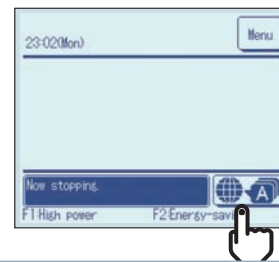 23:02(Mon)
Menu
Now stopping.
A
F1:High power
F2:Energy-savi